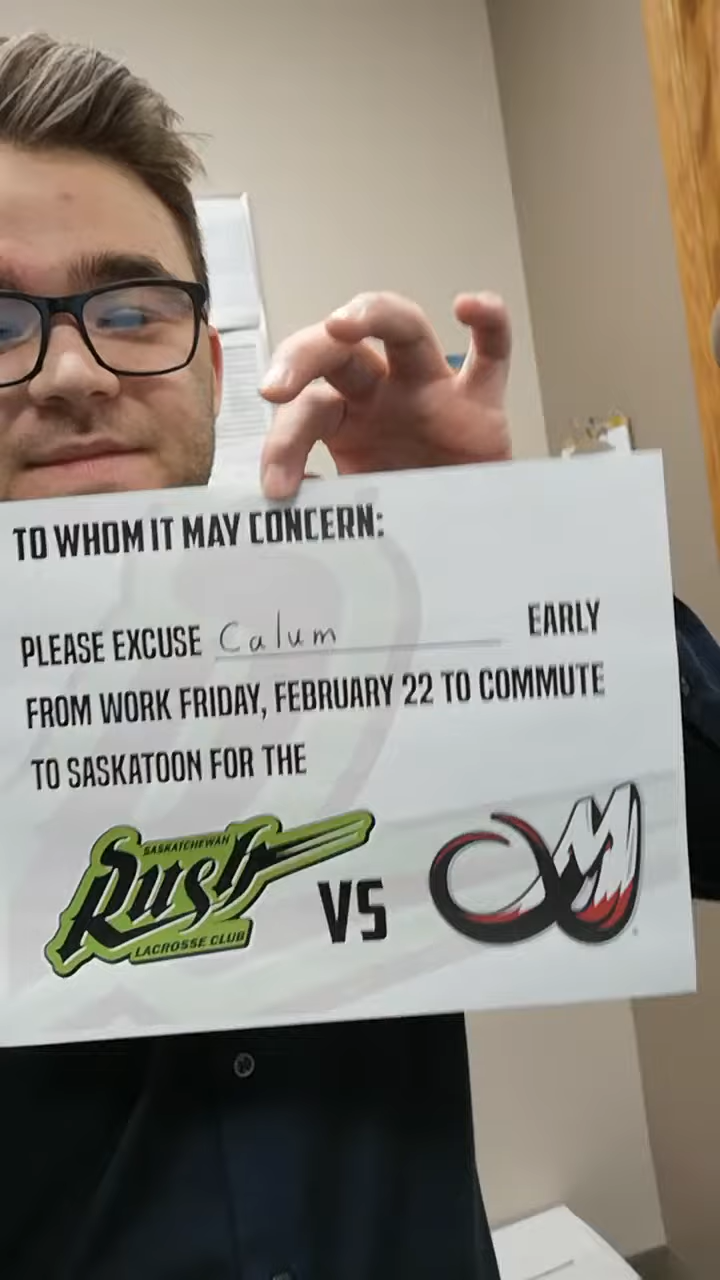 TO WHOM IT MAY CONCERN:
PLEASE EXCUSE Calum EARLY
FROM WORK FRIDAY, FEBRUARY 22 TO COMMUTE
TO SASKATOON FOR THE
SASKATCHEWAN
Rush
LACROSSE CLUB
VS
M